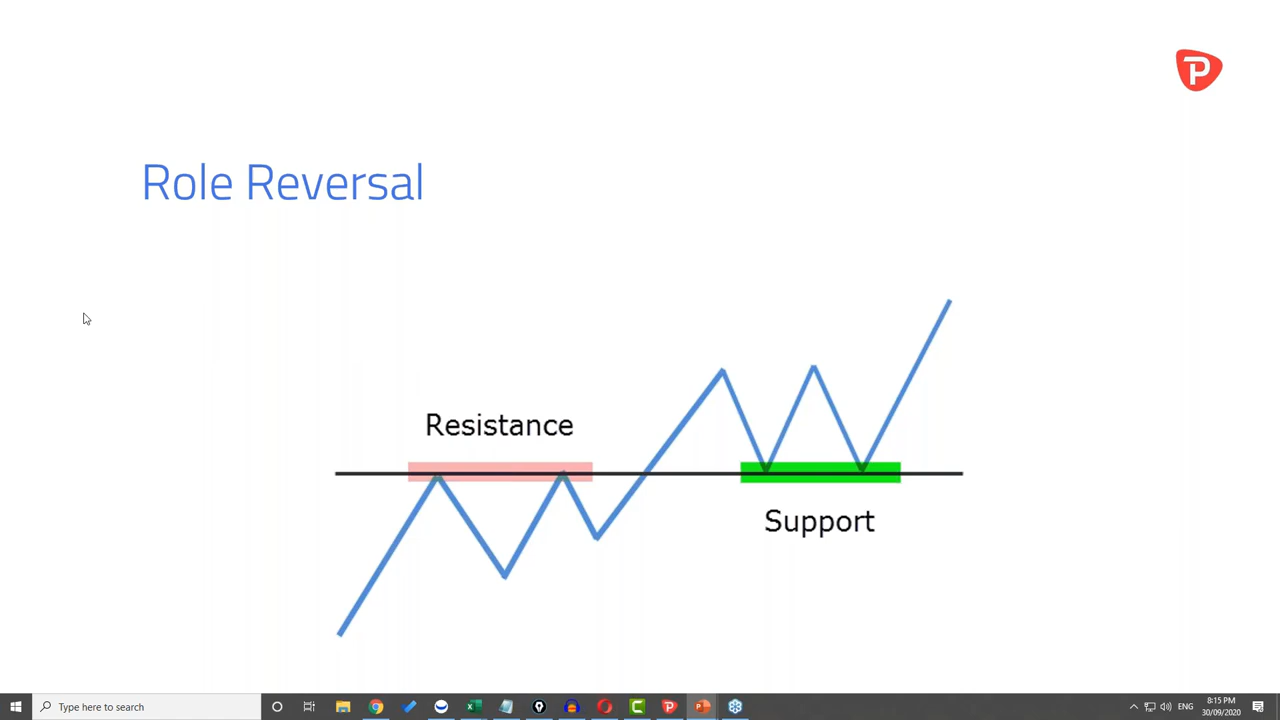 P
Role Reversal
Resistance
Support
Type here to search
ENG
8:15 PM
30/09/2020